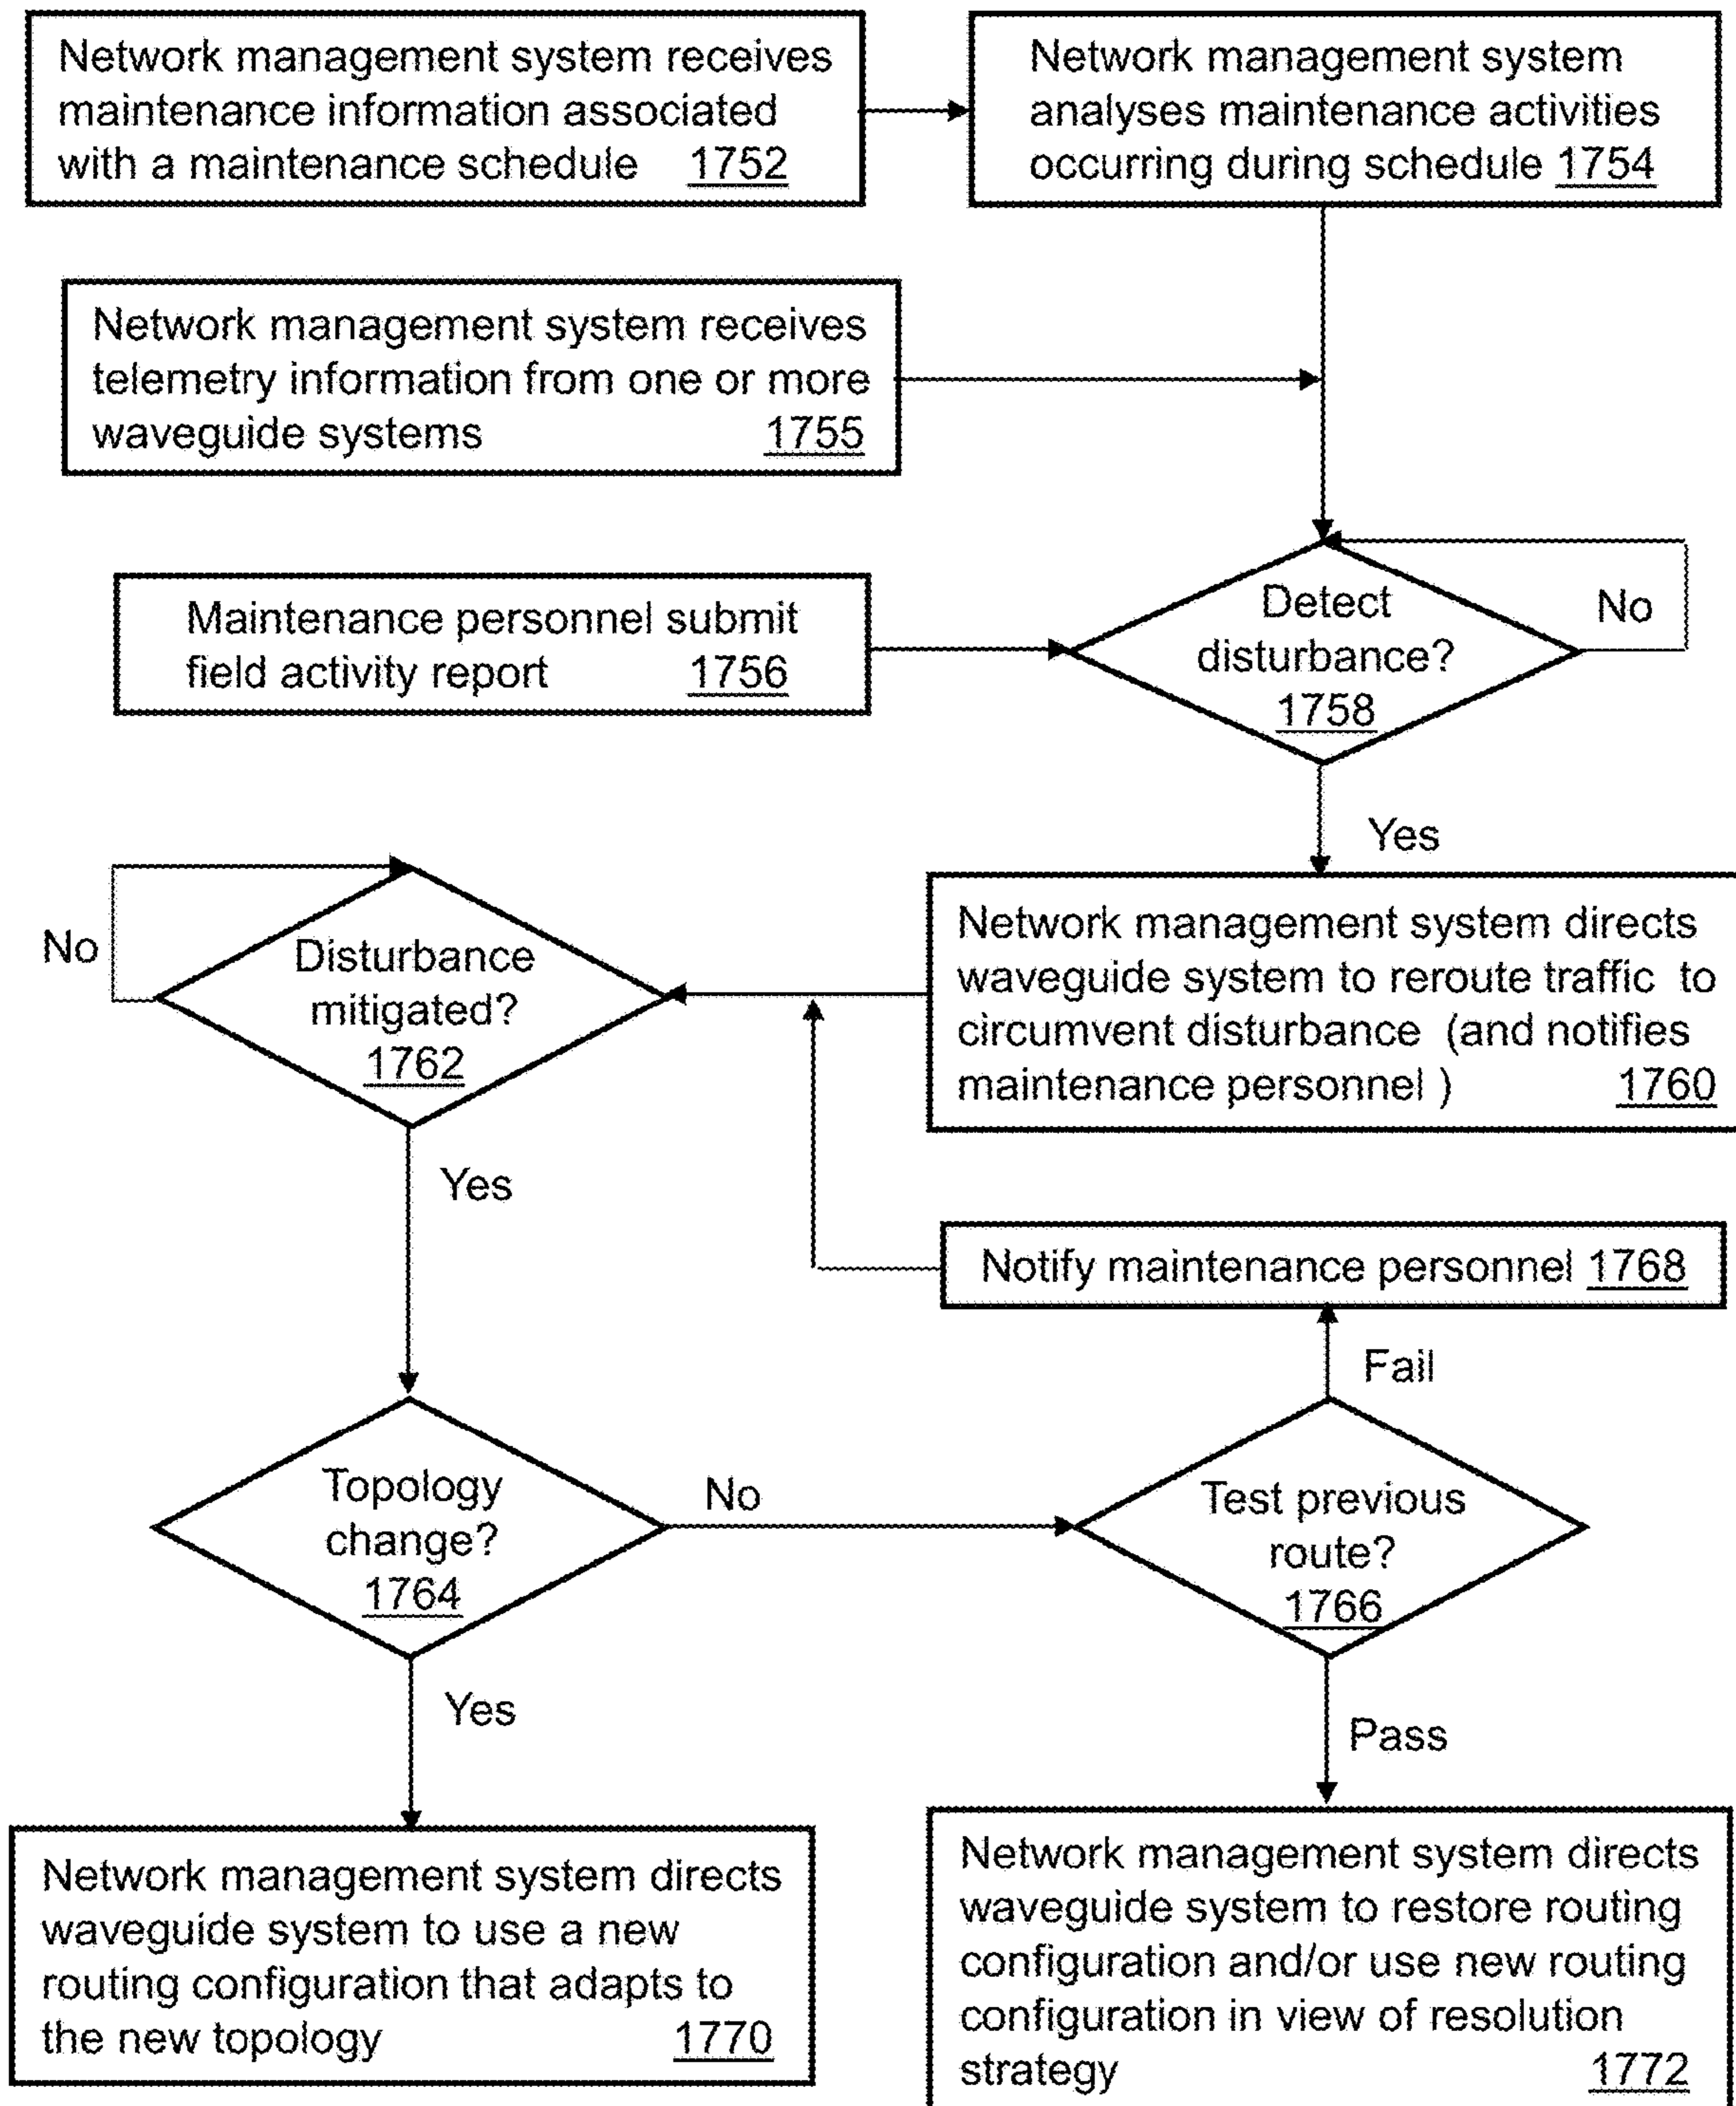 Network management system receives
maintenance information associated
with a maintenance schedule 1752
Network management system
analyses maintenance activities
occurring during schedule 1754
Network management system receives
telemetry information from one or more
waveguide systems 1755
Maintenance personnel submit
field activity report 1756
Detect
disturbance?
1758
No
Yes
Network management system directs
waveguide system to reroute traffic to
circumvent disturbance (and notifies
maintenance personnel ) 1760
No
Disturbance
mitigated?
1762
Yes
Notify maintenance personnel 1768
Fail
Topology
change?
1764
No
Test previous
route?
1766
Yes
Pass
Network management system directs
waveguide system to use a new
routing configuration that adapts to
the new topology 1770
Network management system directs
waveguide system to restore routing
configuration and/or use new routing
configuration in view of resolution
strategy 1772